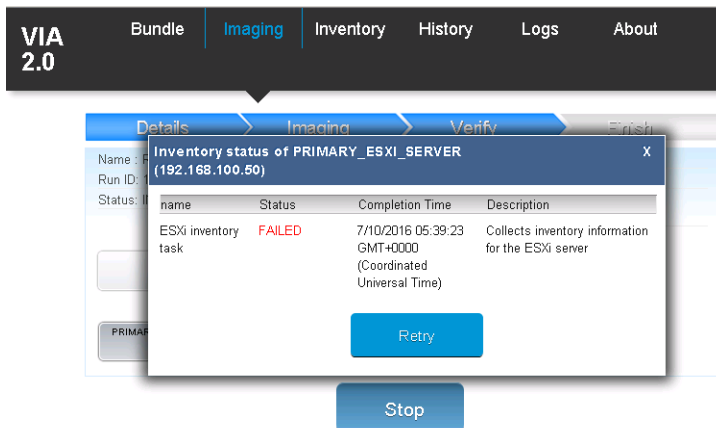 VIA
2.0
Bundle
Imaging
Inventory
History
Logs
About
Details
Imaging
Verify
Finish
Name :
Run ID:
Status:
Inventory status of PRIMARY_ESXI_SERVER
(192.168.100.50)
X
name Status Completion Time Description
ESXi inventory FAILED 7/10/2016 05:39:23 Collects inventory information
task GMT+0000 for the ESXi server
(Coordinated
Universal Time)
Retry
Stop